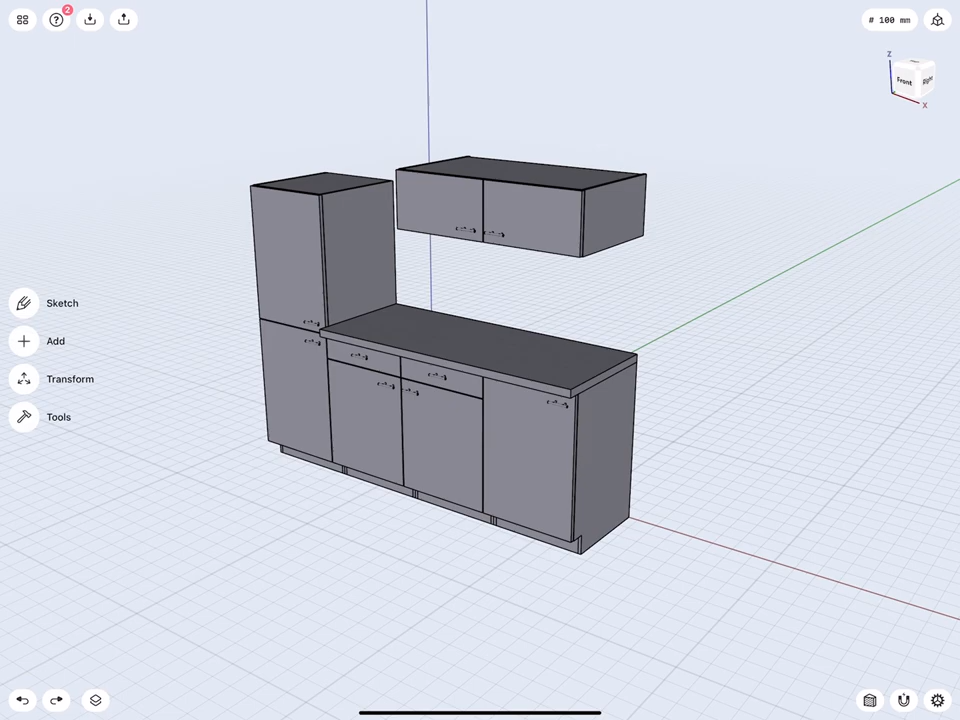 2
# 100 mm
Z
Front
Right
X
Sketch
Add
Transform
Tools